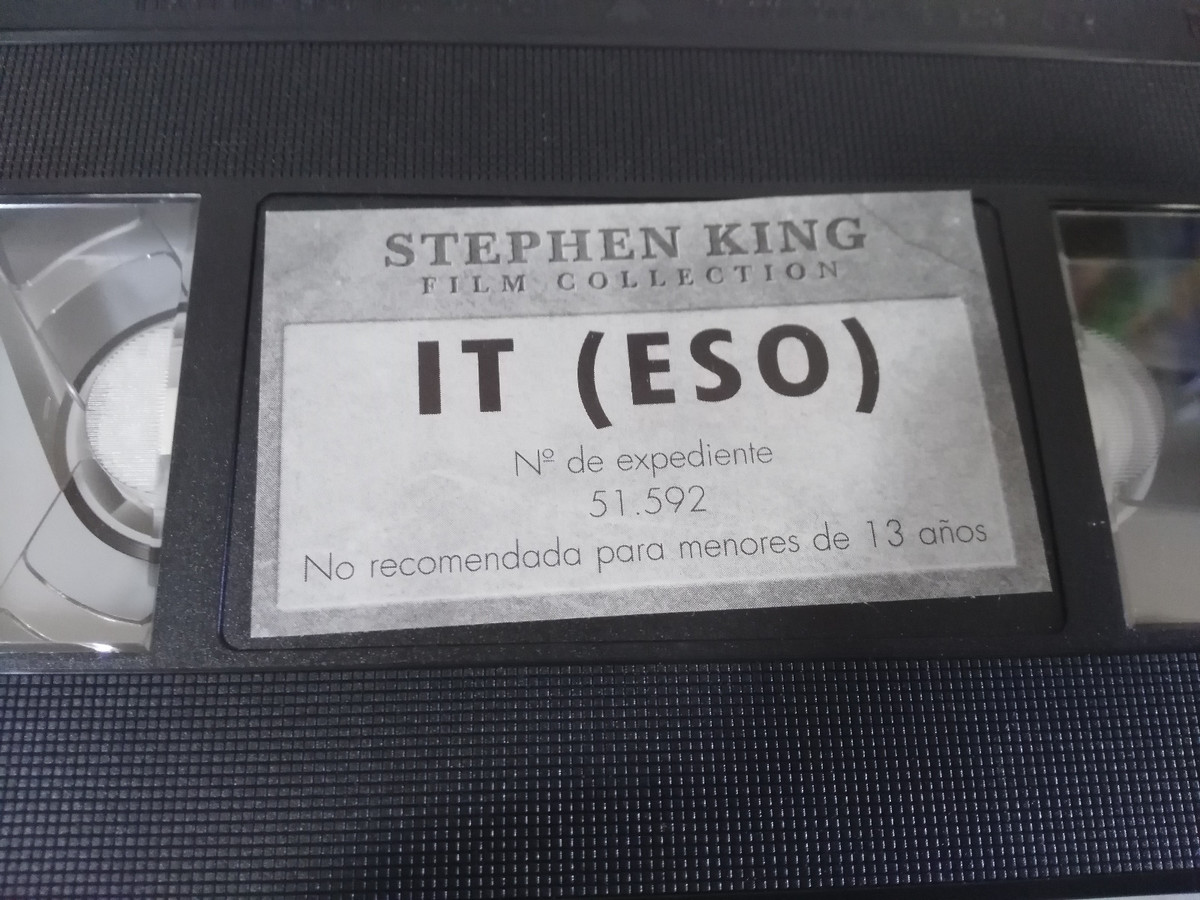 STEPHEN KING
FILM COLLECTION
IT (ESO)
Nº de expediente
51.592
No recomendada para menores de 13 años